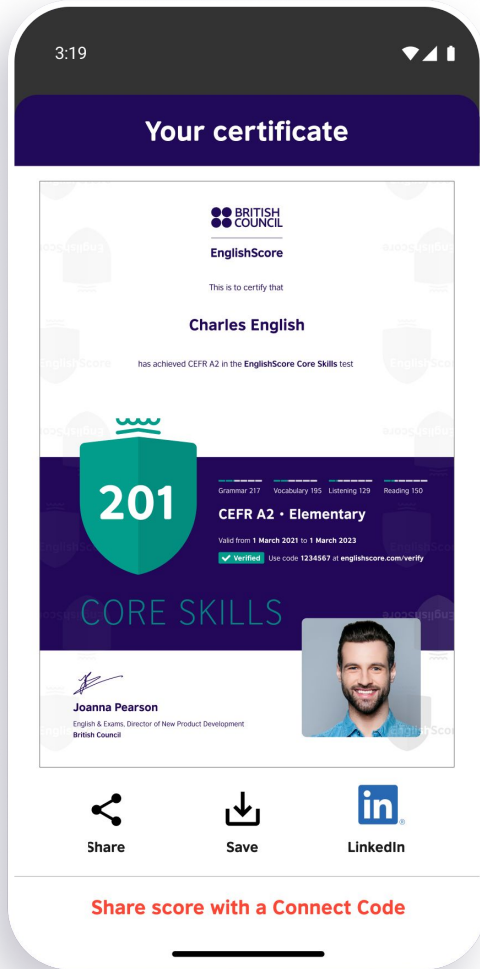 3:19
Your certificate
BRITISH
COUNCIL
EnglishScore
This is to certify that
Charles English
has achieved CEFR A2 in the EnglishScore Core Skills test
201
Grammar 217 Vocabulary 195 Listening 129 Reading 150
CEFR A2 • Elementary
Valid from 1 March 2021 to 1 March 2023
Verified Use code 1234567 at englishscore.com/verify
CORE SKILLS
Joanna Pearson
English & Exams, Director of New Product Development
British Council
Share
Save
in
LinkedIn
Share score with a Connect Code